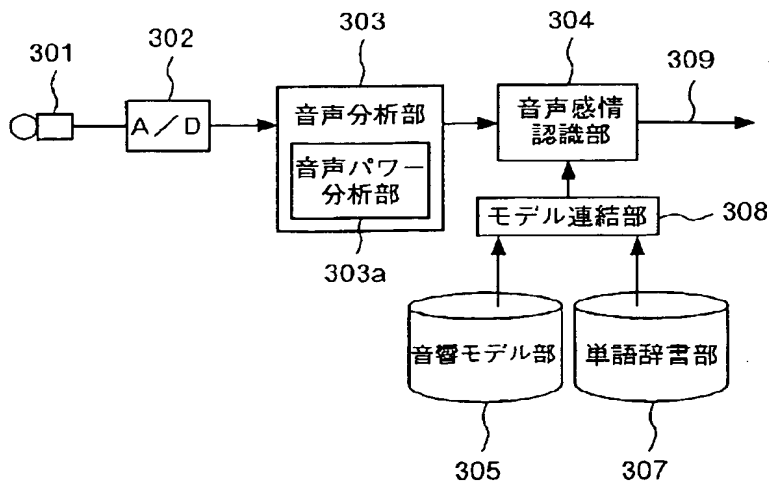 301
302
303
304
309
A/D
音声分析部
音声パワー
分析部
音声感情
認識部
モデル連結部
308
303a
音響モデル部
単語辞書部
305
307